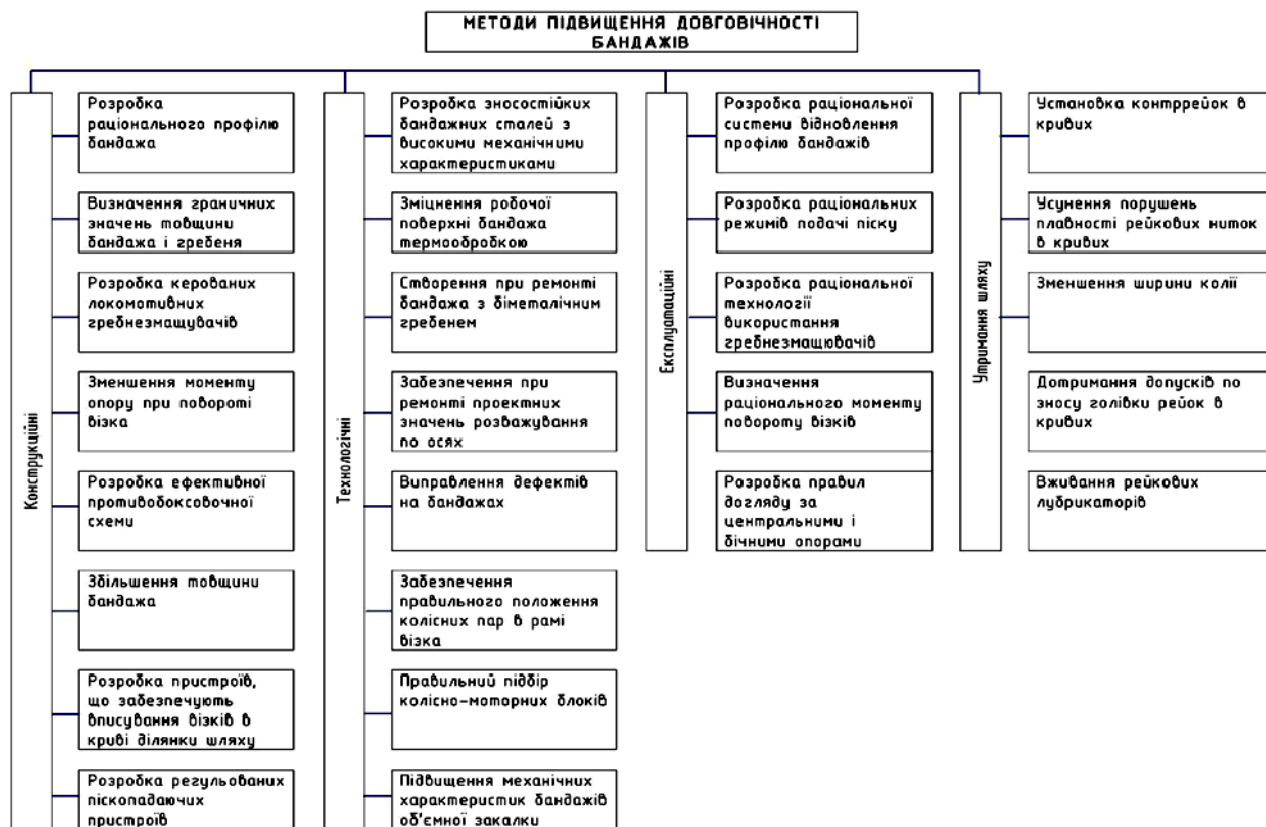 МЕТОДИ ПІДВИЩЕННЯ ДОВГОВІЧНОСТІ
БАНДАЖІВ
Конструкційні
Розробка
раціонального профілю
бандажа
Визначення граничних
значень товщини
бандажа і гребеня
Розробка керованих
локомотивних
гребнезмащувачів
Зменшення моменту
опору при повороті
візка
Розробка ефективної
противобоксовочної
схеми
Збільшення товщини
бандажа
Розробка пристроїв,
що забезпечують
вписування візків в
криві ділянки шляху
Розробка регульованих
піскоподаючих
пристроїв
Технологічні
Розробка зносостійких
бандажних сталей з
високими механічними
характеристиками
Зміцнення робочої
поверхні бандажа
термообробкою
Створення при ремонті
бандажа з біметалічним
гребенем
Забезпечення при
ремонті проектних
значень розважування
по осях
Виправлення дефектів
на бандажах
Забезпечення
правильного положення
колісних пар в рамі
візка
Правильний підбір
колісно-моторних блоків
Підвищення механічних
характеристик бандажів
об'ємної закалки
Експлуатаційні
Розробка раціональної
системи відновлення
профілю бандажів
Розробка раціональних
режимів подачі піску
Розробка раціональної
технології
використання
гребнезмащювачів
Визначення
раціонального моменту
повороту візків
Розробка правил
догляду за
центральними і
бічними опорами
Утримання шляху
Установка контррейок в
кривих
Усунення порушень
плавності рейкових ниток
в кривих
Зменшення ширини колії
Дотримання допусків по
зносу голівки рейок в
кривих
Вживання рейкових
лубрикаторів